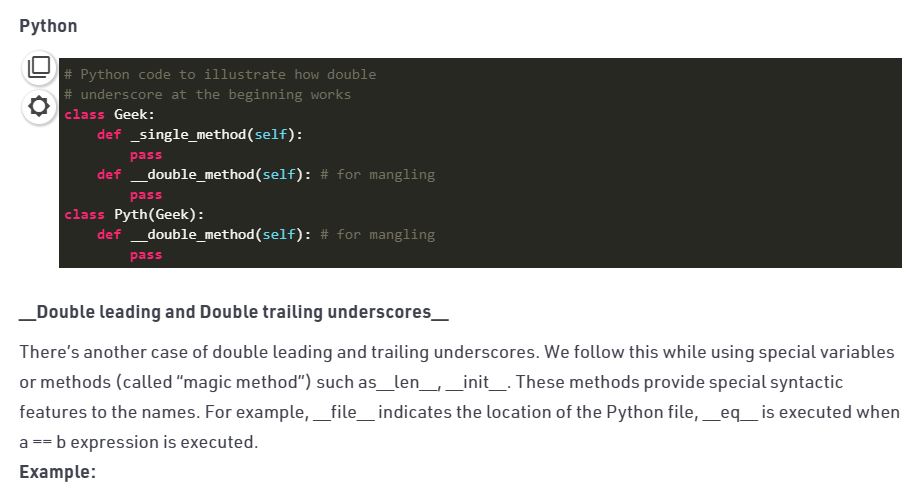 Python
# Python code to illustrate how double
# underscore at the beginning works
class Geek:
    def _single_method(self):
        pass
    def __double_method(self): # for mangling
        pass
class Pyth(Geek):
    def __double_method(self): # for mangling
        pass
__Double leading and Double trailing underscores__
There’s another case of double leading and trailing underscores. We follow this while using special variables
or methods (called “magic method”) such as__len__, __init__. These methods provide special syntactic
features to the names. For example, __file__ indicates the location of the Python file, __eq__ is executed when
a == b expression is executed.
Example: